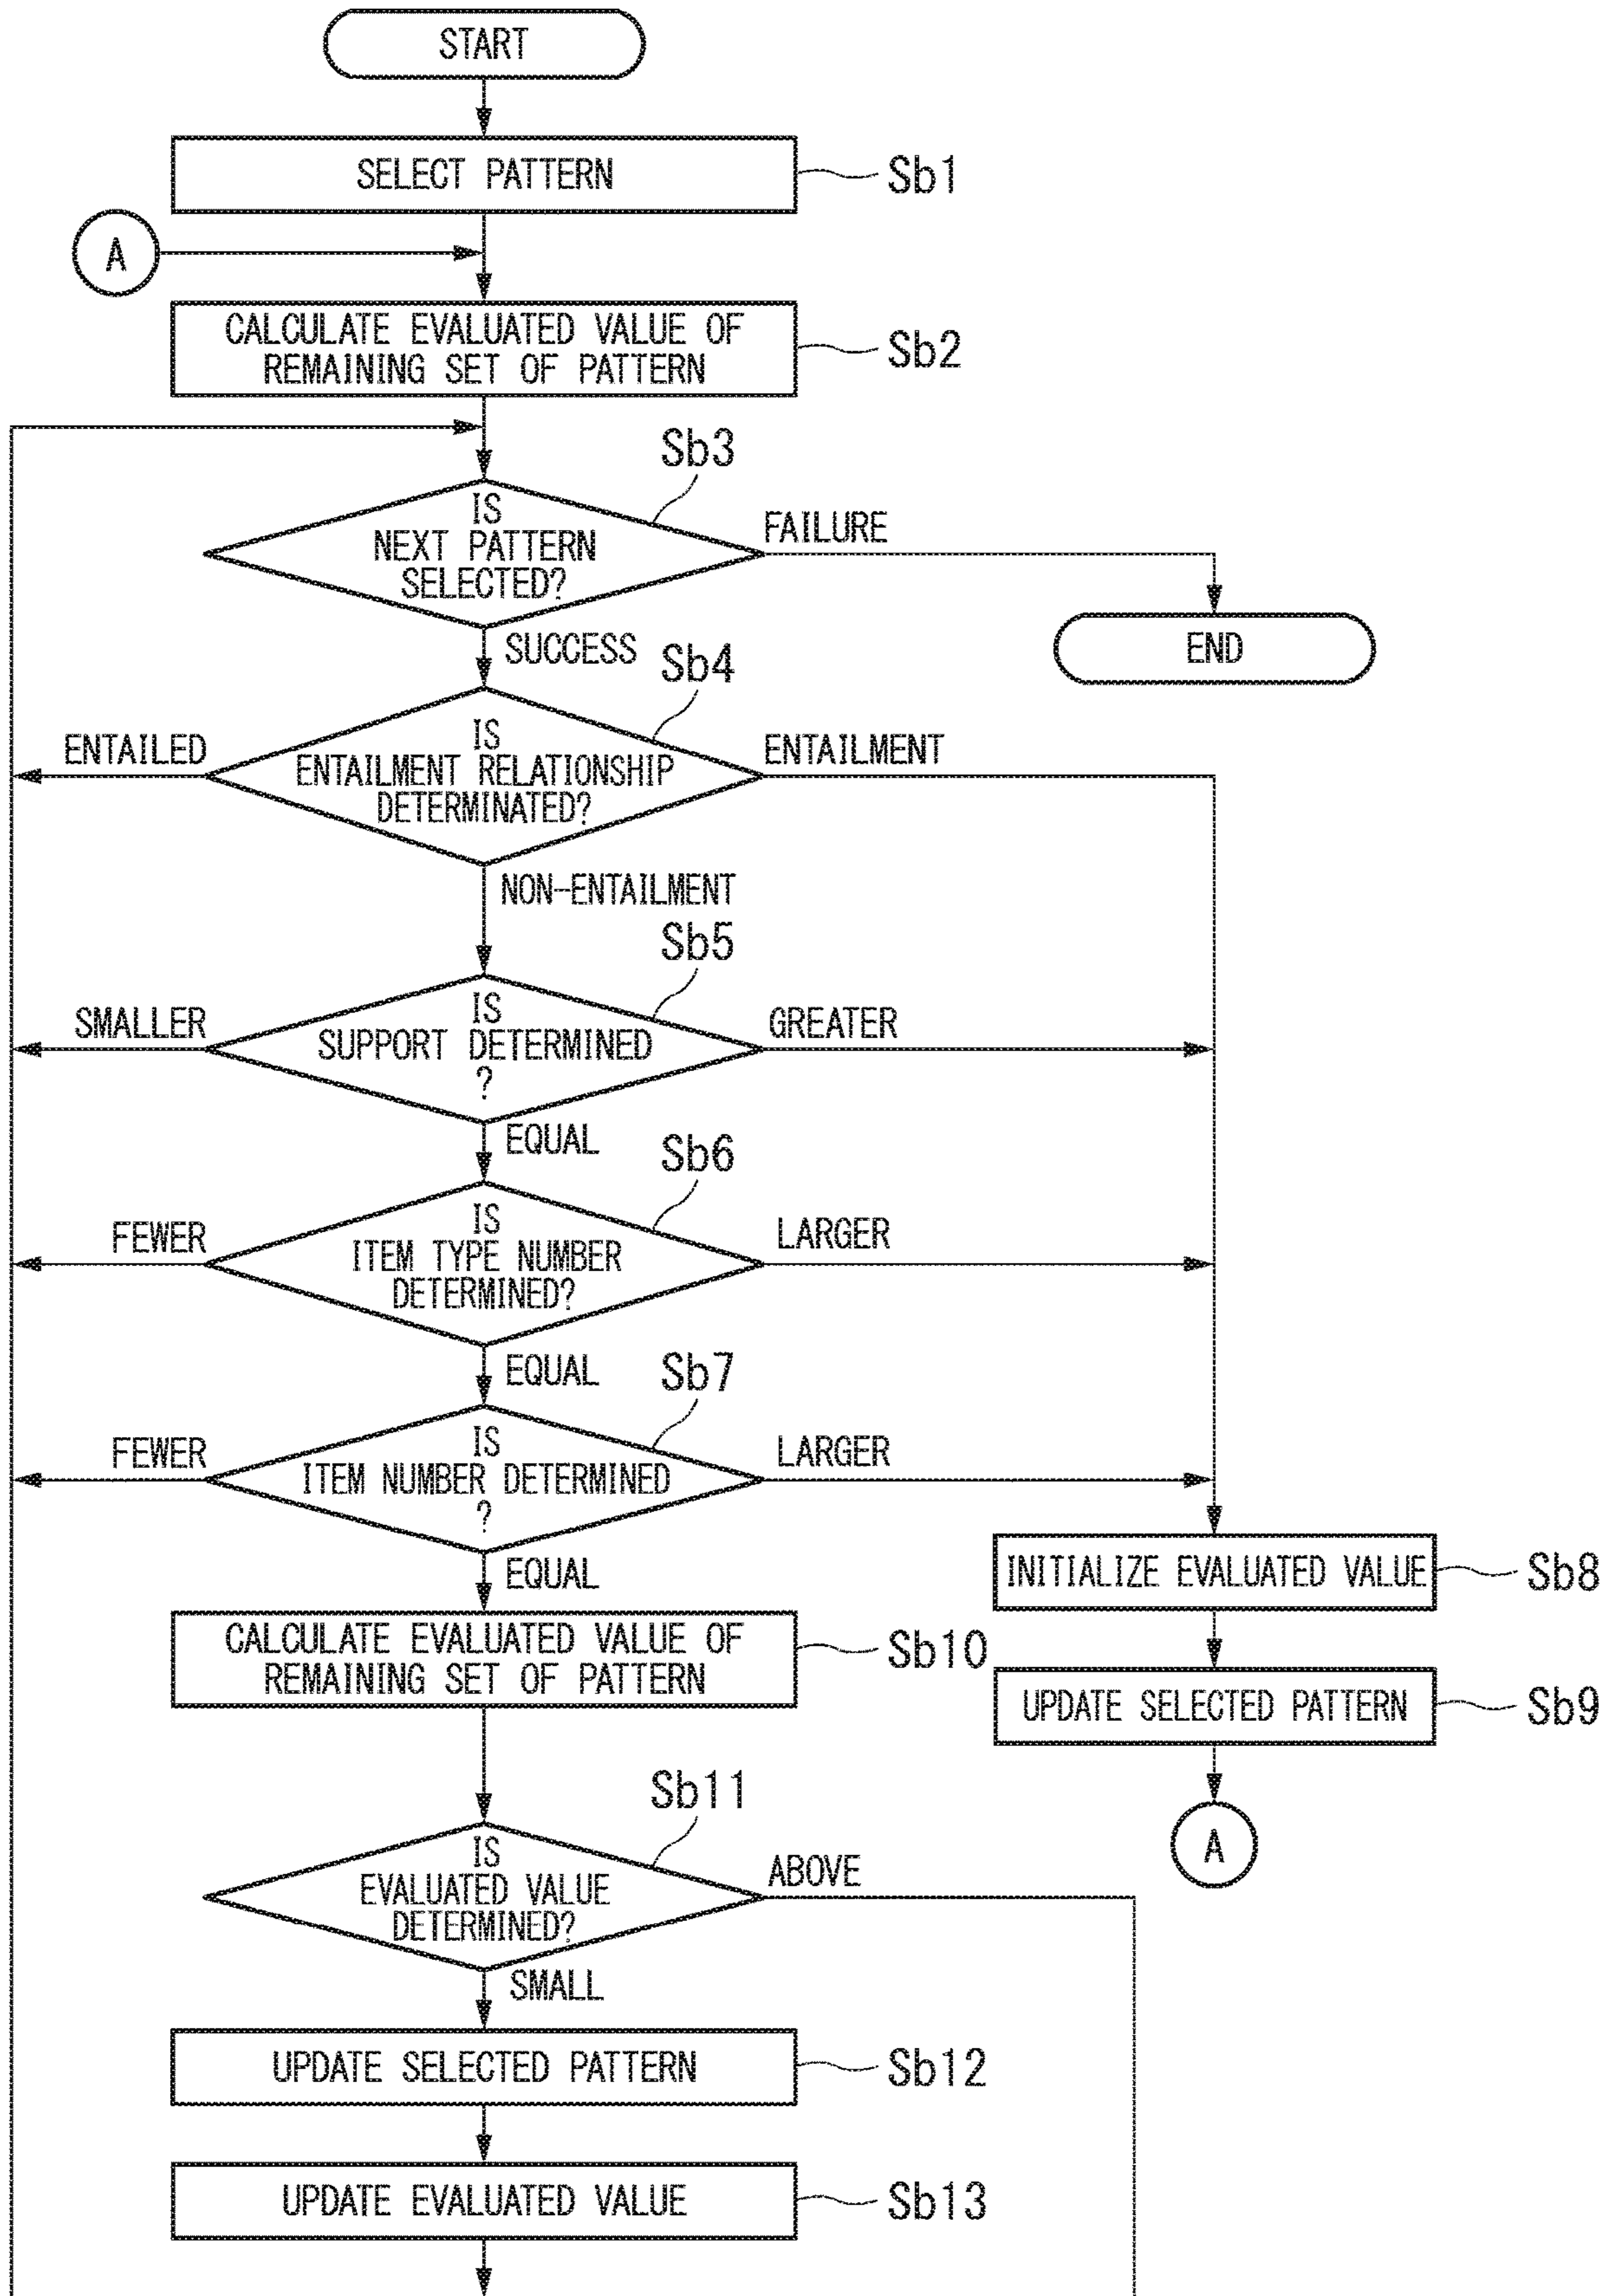 START
SELECT PATTERN
Sb1
A
CALCULATE EVALUATED VALUE OF
REMAINING SET OF PATTERN
Sb2
Sb3
IS
NEXT PATTERN
SELECTED?
FAILURE
SUCCESS
END
Sb4
ENTAILED
IS
ENTAILMENT RELATIONSHIP
DETERMINATED?
ENTAILMENT
NON-ENTAILMENT
Sb5
SMALLER
IS
SUPPORT DETERMINED
?
GREATER
EQUAL
Sb6
FEWER
IS
ITEM TYPE NUMBER
DETERMINED?
LARGER
EQUAL
Sb7
FEWER
IS
ITEM NUMBER DETERMINED
?
LARGER
EQUAL
INITIALIZE EVALUATED VALUE
Sb8
CALCULATE EVALUATED VALUE OF
REMAINING SET OF PATTERN
Sb10
UPDATE SELECTED PATTERN
Sb9
A
Sb11
IS
EVALUATED VALUE
DETERMINED?
ABOVE
SMALL
UPDATE SELECTED PATTERN
Sb12
UPDATE EVALUATED VALUE
Sb13